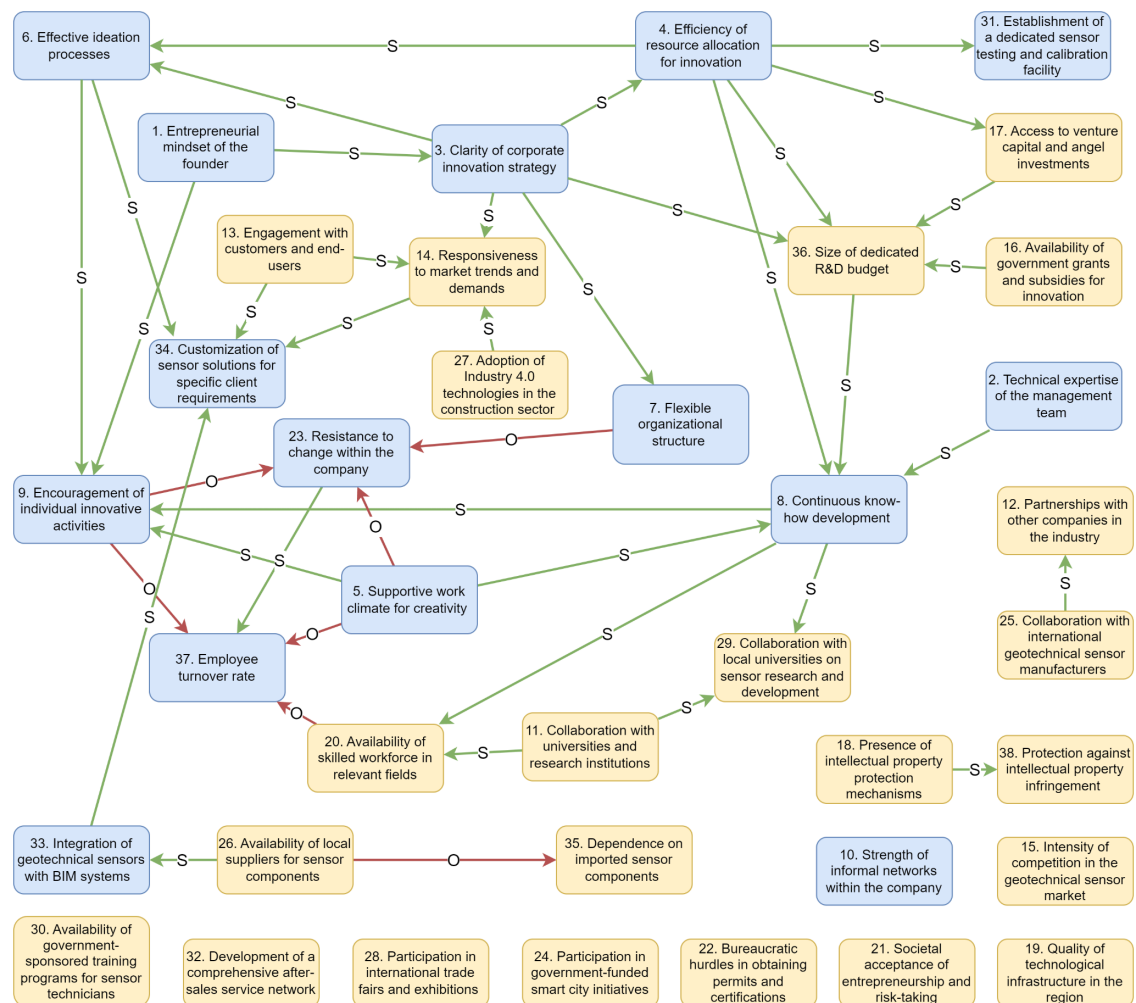 6. Effective ideation
processes
S
4. Efficiency of
resource allocation
for innovation
S
31. Establishment of
a dedicated sensor
testing and calibration
facility
S
S
S
1. Entrepreneurial
mindset of the
founder
S
3. Clarity of corporate
innovation strategy
17. Access to venture
capital and angel
investments
S
S
S
S
S
13. Engagement with
customers and end-
users
S
14. Responsiveness
to market trends and
demands
36. Size of dedicated
R&D budget
S
16. Availability of
government grants
and subsidies for
innovation
S
S
S
S
S
S
S
34. Customization of
sensor solutions for
specific client
requirements
27. Adoption of
Industry 4.0
technologies in the
construction sector
S
7. Flexible
organizational
structure
2. Technical expertise
of the management
team
23. Resistance to
change within the
company
O
S
9. Encouragement of
individual innovative
activities
O
S
8. Continuous know-
how development
12. Partnerships with
other companies in
the industry
O
S
S
S
5. Supportive work
climate for creativity
O
S
S
S
37. Employee
turnover rate
O
S
29. Collaboration with
local universities on
sensor research and
development
25. Collaboration with
international
geotechnical sensor
manufacturers
O
S
20. Availability of
skilled workforce in
relevant fields
S
11. Collaboration with
universities and
research institutions
18. Presence of
intellectual property
protection
mechanisms
S
38. Protection against
intellectual property
infringement
33. Integration of
geotechnical sensors
with BIM systems
S
26. Availability of local
suppliers for sensor
components
O
35. Dependence on
imported sensor
components
10. Strength of
informal networks
within the company
15. Intensity of
competition in the
geotechnical sensor
market
30. Availability of
government-
sponsored training
programs for sensor
technicians
32. Development of a
comprehensive after-
sales service network
28. Participation in
international trade
fairs and exhibitions
24. Participation in
government-funded
smart city initiatives
22. Bureaucratic
hurdles in obtaining
permits and
certifications
21. Societal
acceptance of
entrepreneurship and
risk-taking
19. Quality of
technological
infrastructure in the
region